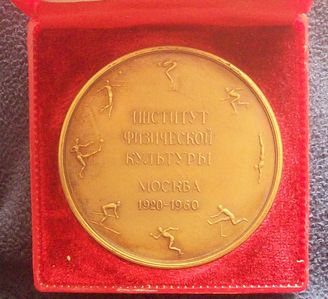 ИНСТИТУТ
ФИЗИЧЕСКОЙ
КУЛЬТУРЫ
МОСКВА
1920-1960